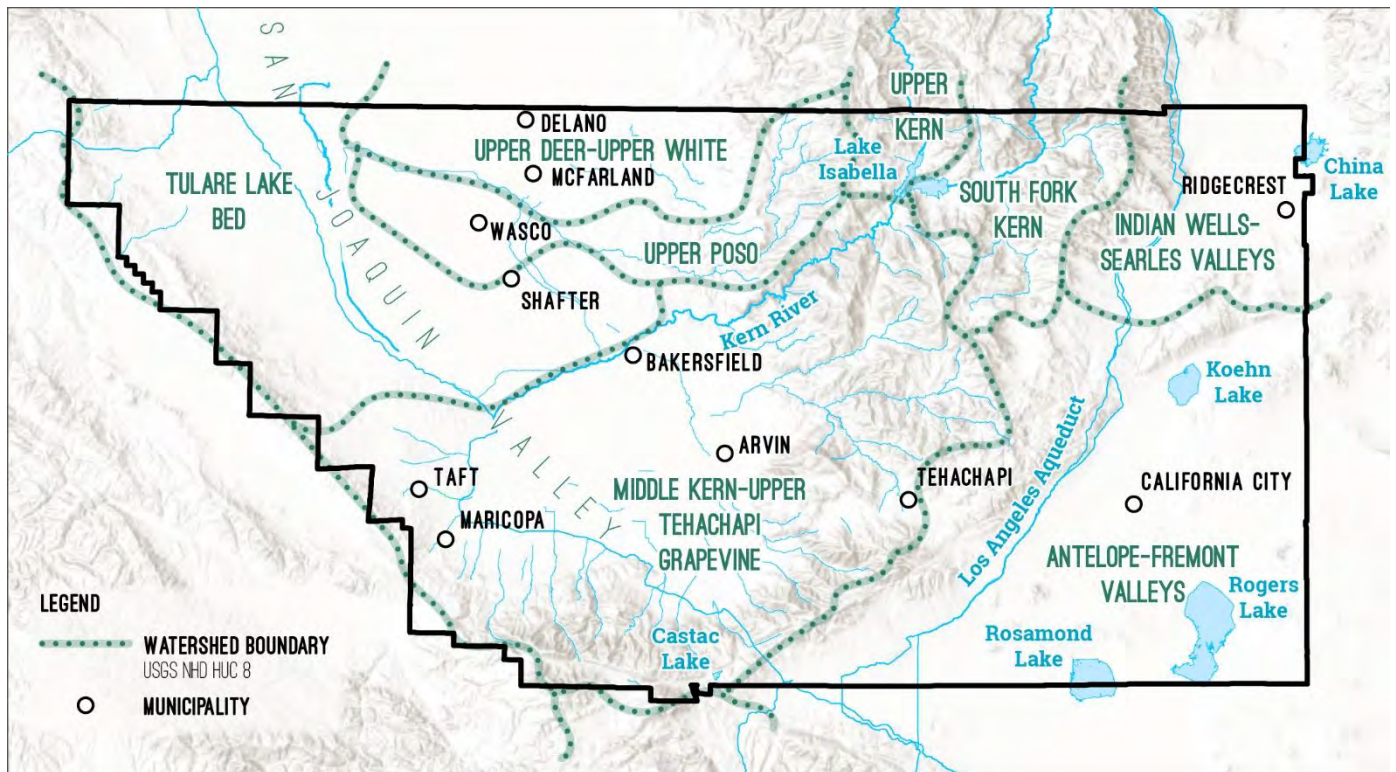 SAN
JOAQUIN
VALLEY
UPPER
KERN
DELANO
UPPER DEER-UPPER WHITE
MCFARLAND
Lake
Isabella
TULARE LAKE
BED
SOUTH FORK
KERN
RIDGECREST
China
Lake
WASCO
UPPER POSO
INDIAN WELLS-
SEARLES VALLEYS
SHAFTER
Kern River
BAKERSFIELD
Koehn
Lake
ARVIN
TAFT
MIDDLE KERN-UPPER
TEHACHAPI
GRAPEVINE
TEHACHAPI
Los Angeles Aqueduct
CALIFORNIA CITY
MARICOPA
ANTELOPE-FREMONT
VALLEYS
Rogers
Lake
Castac
Lake
Rosamond
Lake
LEGEND
WATERSHED BOUNDARY
USGS NHD HUC 8
MUNICIPALITY